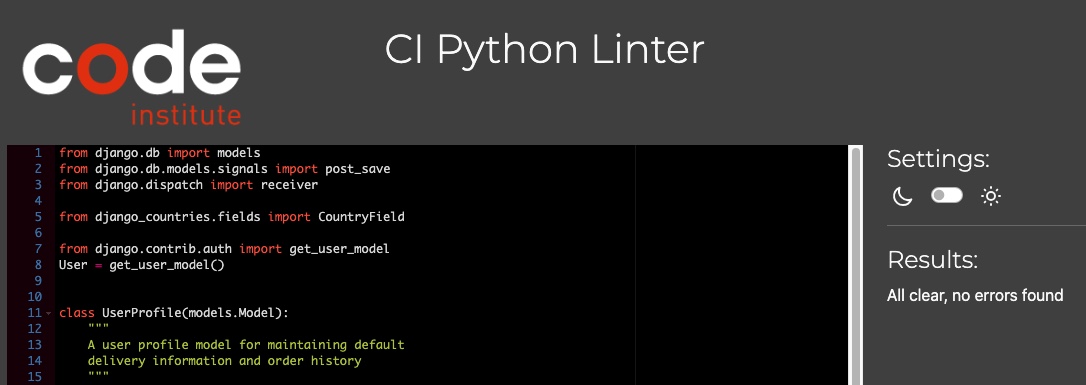 code
institute
CI Python Linter
1 from django.db import models
2 from django.db.models.signals import post_save
3 from django.dispatch import receiver
4
5 from django_countries.fields import CountryField
6
7 from django.contrib.auth import get_user_model
8 User = get_user_model()
9
10
11 class UserProfile(models.Model):
12     """
13     A user profile model for maintaining default
14     delivery information and order history
15     """
Settings:
Results:
All clear, no errors found